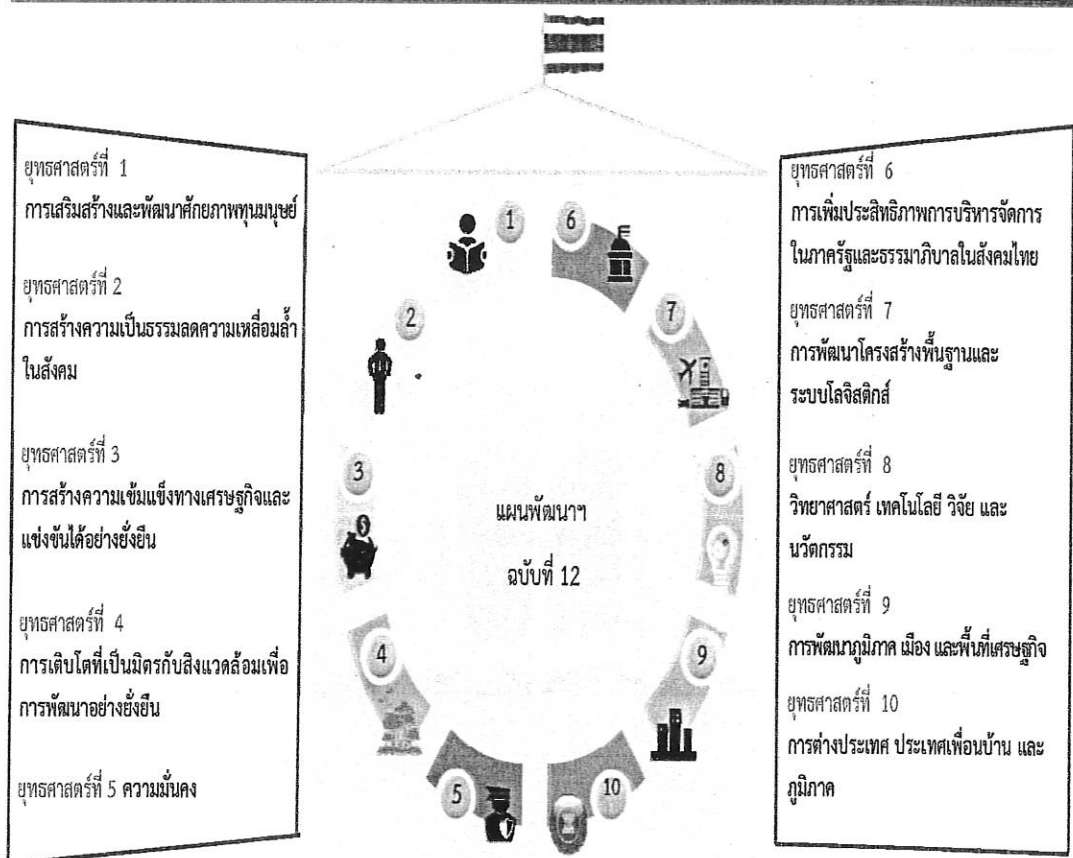 ยุทธศาสตร์ที่ 1
การเสริมสร้างและพัฒนาศักยภาพทุนมนุษย์
ยุทธศาสตร์ที่ 2
การสร้างความเป็นธรรมลดความเหลื่อมล้ำ
ในสังคม
ยุทธศาสตร์ที่ 3
การสร้างความเข้มแข็งทางเศรษฐกิจและ
แข่งขันได้อย่างยั่งยืน
ยุทธศาสตร์ที่ 4
การเติบโตที่เป็นมิตรกับสิ่งแวดล้อมเพื่อ
การพัฒนาอย่างยั่งยืน
ยุทธศาสตร์ที่ 5 ความมั่นคง
1
2
3
4
5
6
7
8
9
10
แผนพัฒนาฯ
ฉบับที่ 12
ยุทธศาสตร์ที่ 6
การเพิ่มประสิทธิภาพการบริหารจัดการ
ในภาครัฐและธรรมาภิบาลในสังคมไทย
ยุทธศาสตร์ที่ 7
การพัฒนาโครงสร้างพื้นฐานและ
ระบบโลจิสติกส์
ยุทธศาสตร์ที่ 8
วิทยาศาสตร์ เทคโนโลยี วิจัย และ
นวัตกรรม
ยุทธศาสตร์ที่ 9
การพัฒนาภูมิภาค เมือง และพื้นที่เศรษฐกิจ
ยุทธศาสตร์ที่ 10
การต่างประเทศ ประเทศเพื่อนบ้าน และ
ภูมิภาค